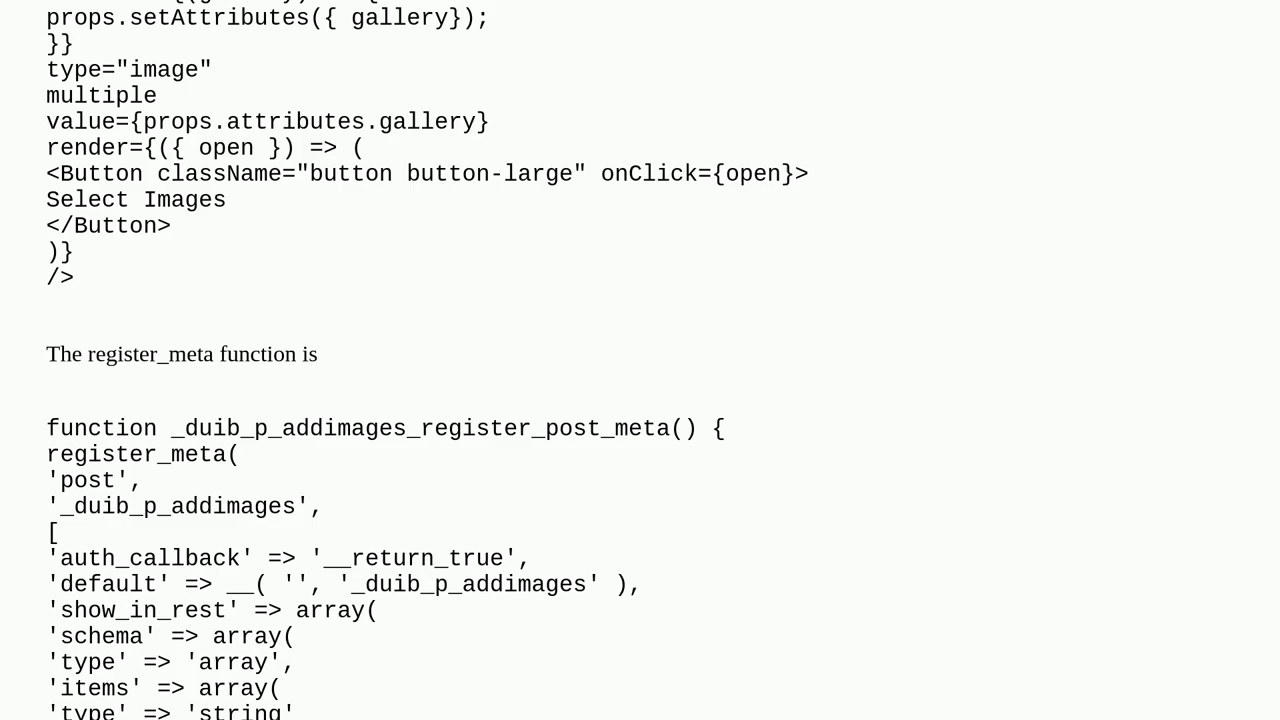 props.setAttributes({ gallery});
}}
type="image"
multiple
value={props.attributes.gallery}
render={({ open }) => (
<Button className="button button-large" onClick={open}>
Select Images
</Button>
)}
/>
The register_meta function is
function _duib_p_addimages_register_post_meta() {
register_meta(
'post',
'_duib_p_addimages',
[
'auth_callback' => '__return_true',
'default' => __( '', '_duib_p_addimages' ),
'show_in_rest' => array(
'schema' => array(
'type' => 'array',
'items' => array(
'type' => 'string'